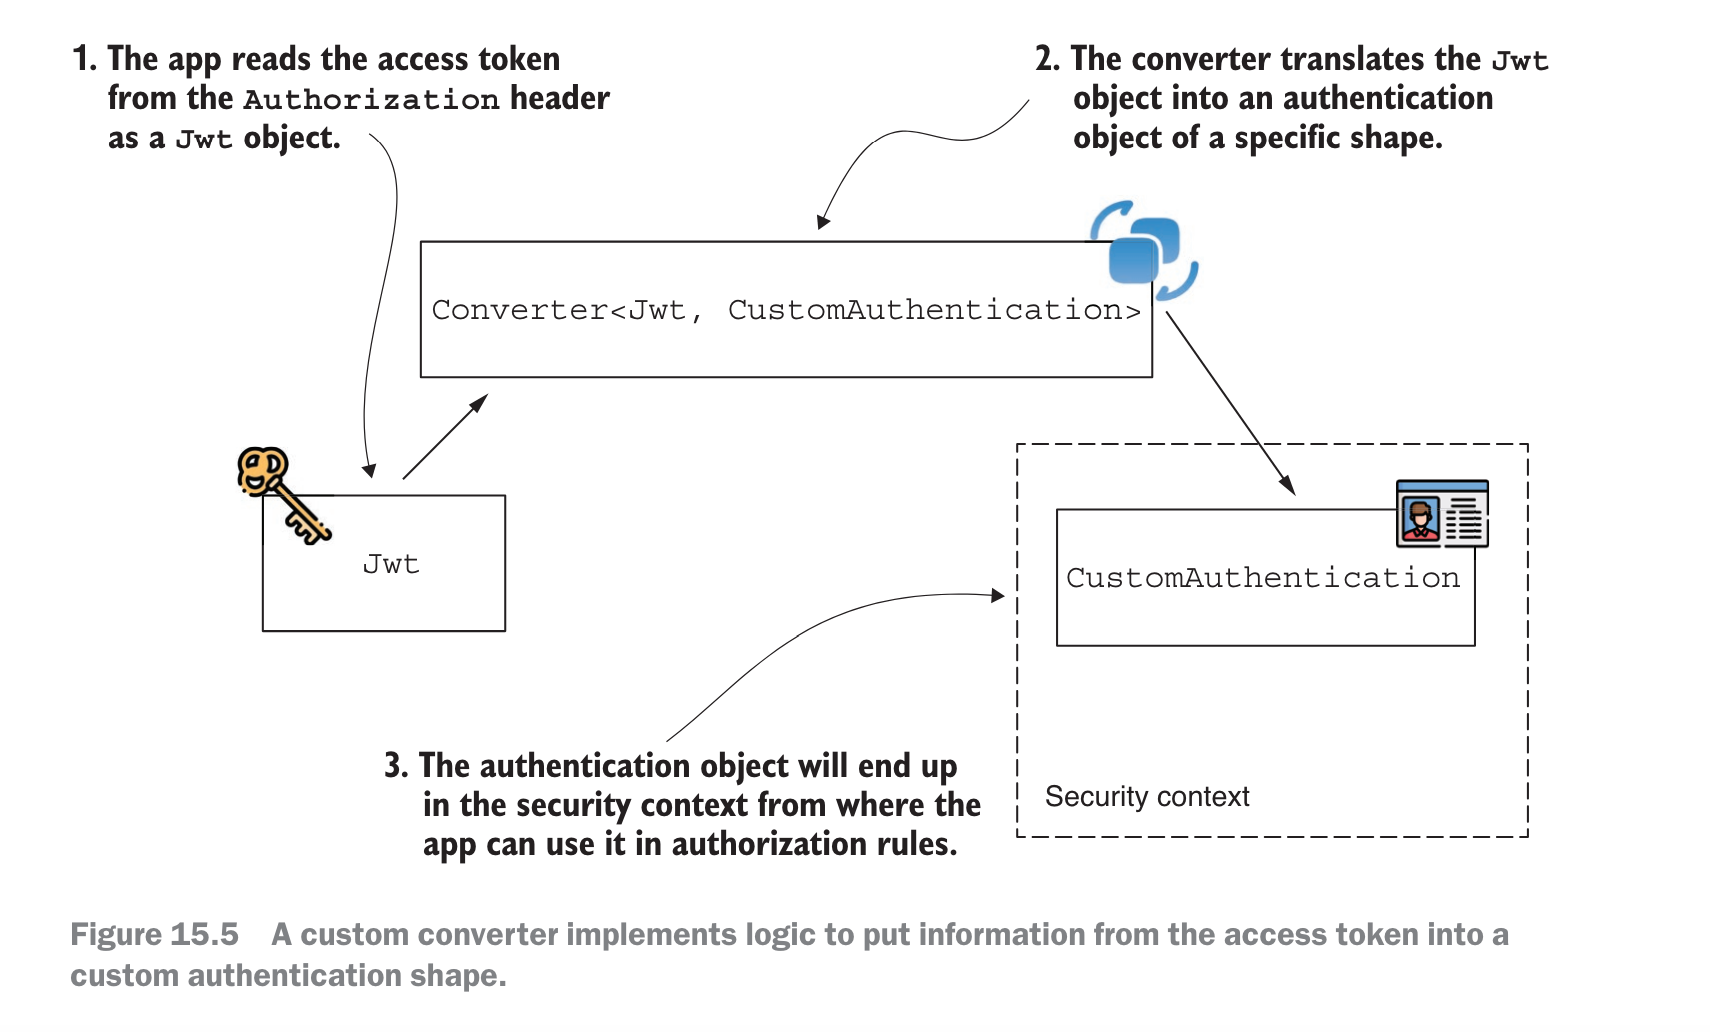 1. The app reads the access token
from the Authorization header
as a Jwt object.
2. The converter translates the Jwt
object into an authentication
object of a specific shape.
Converter<Jwt, CustomAuthentication>
Jwt
CustomAuthentication
Security context
3. The authentication object will end up
in the security context from where the
app can use it in authorization rules.
Figure 15.5 A custom converter implements logic to put information from the access token into a
custom authentication shape.